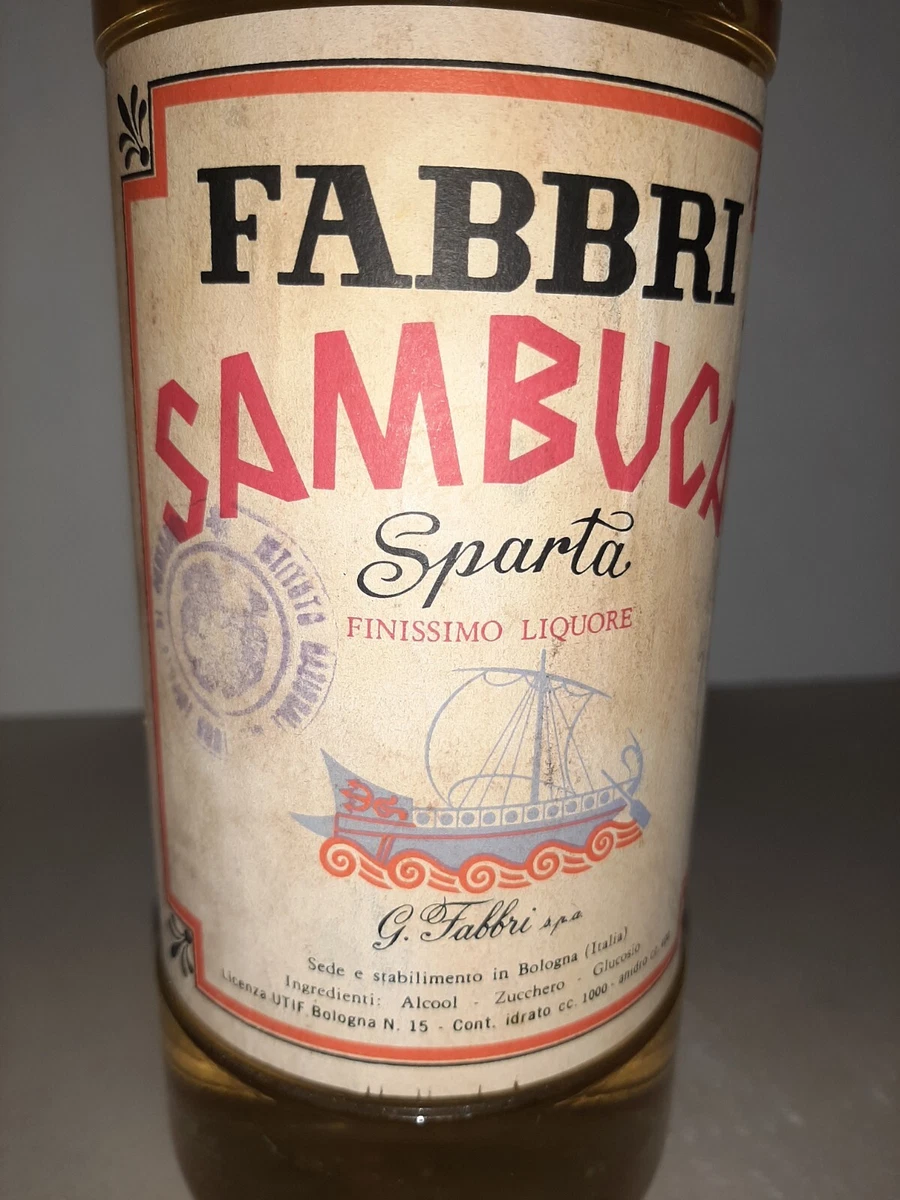 FABBRI
SAMBUCA
Sparta
FINISSIMO LIQUORE
G. Fabbri s.p.a.
Sede e stabilimento in Bologna (Italia)
Ingredienti: Alcool - Zucchero - Glucosio
Licenza UTIF Bologna N. 15 - Cont. idrato cc. 1000 - anidro cc.